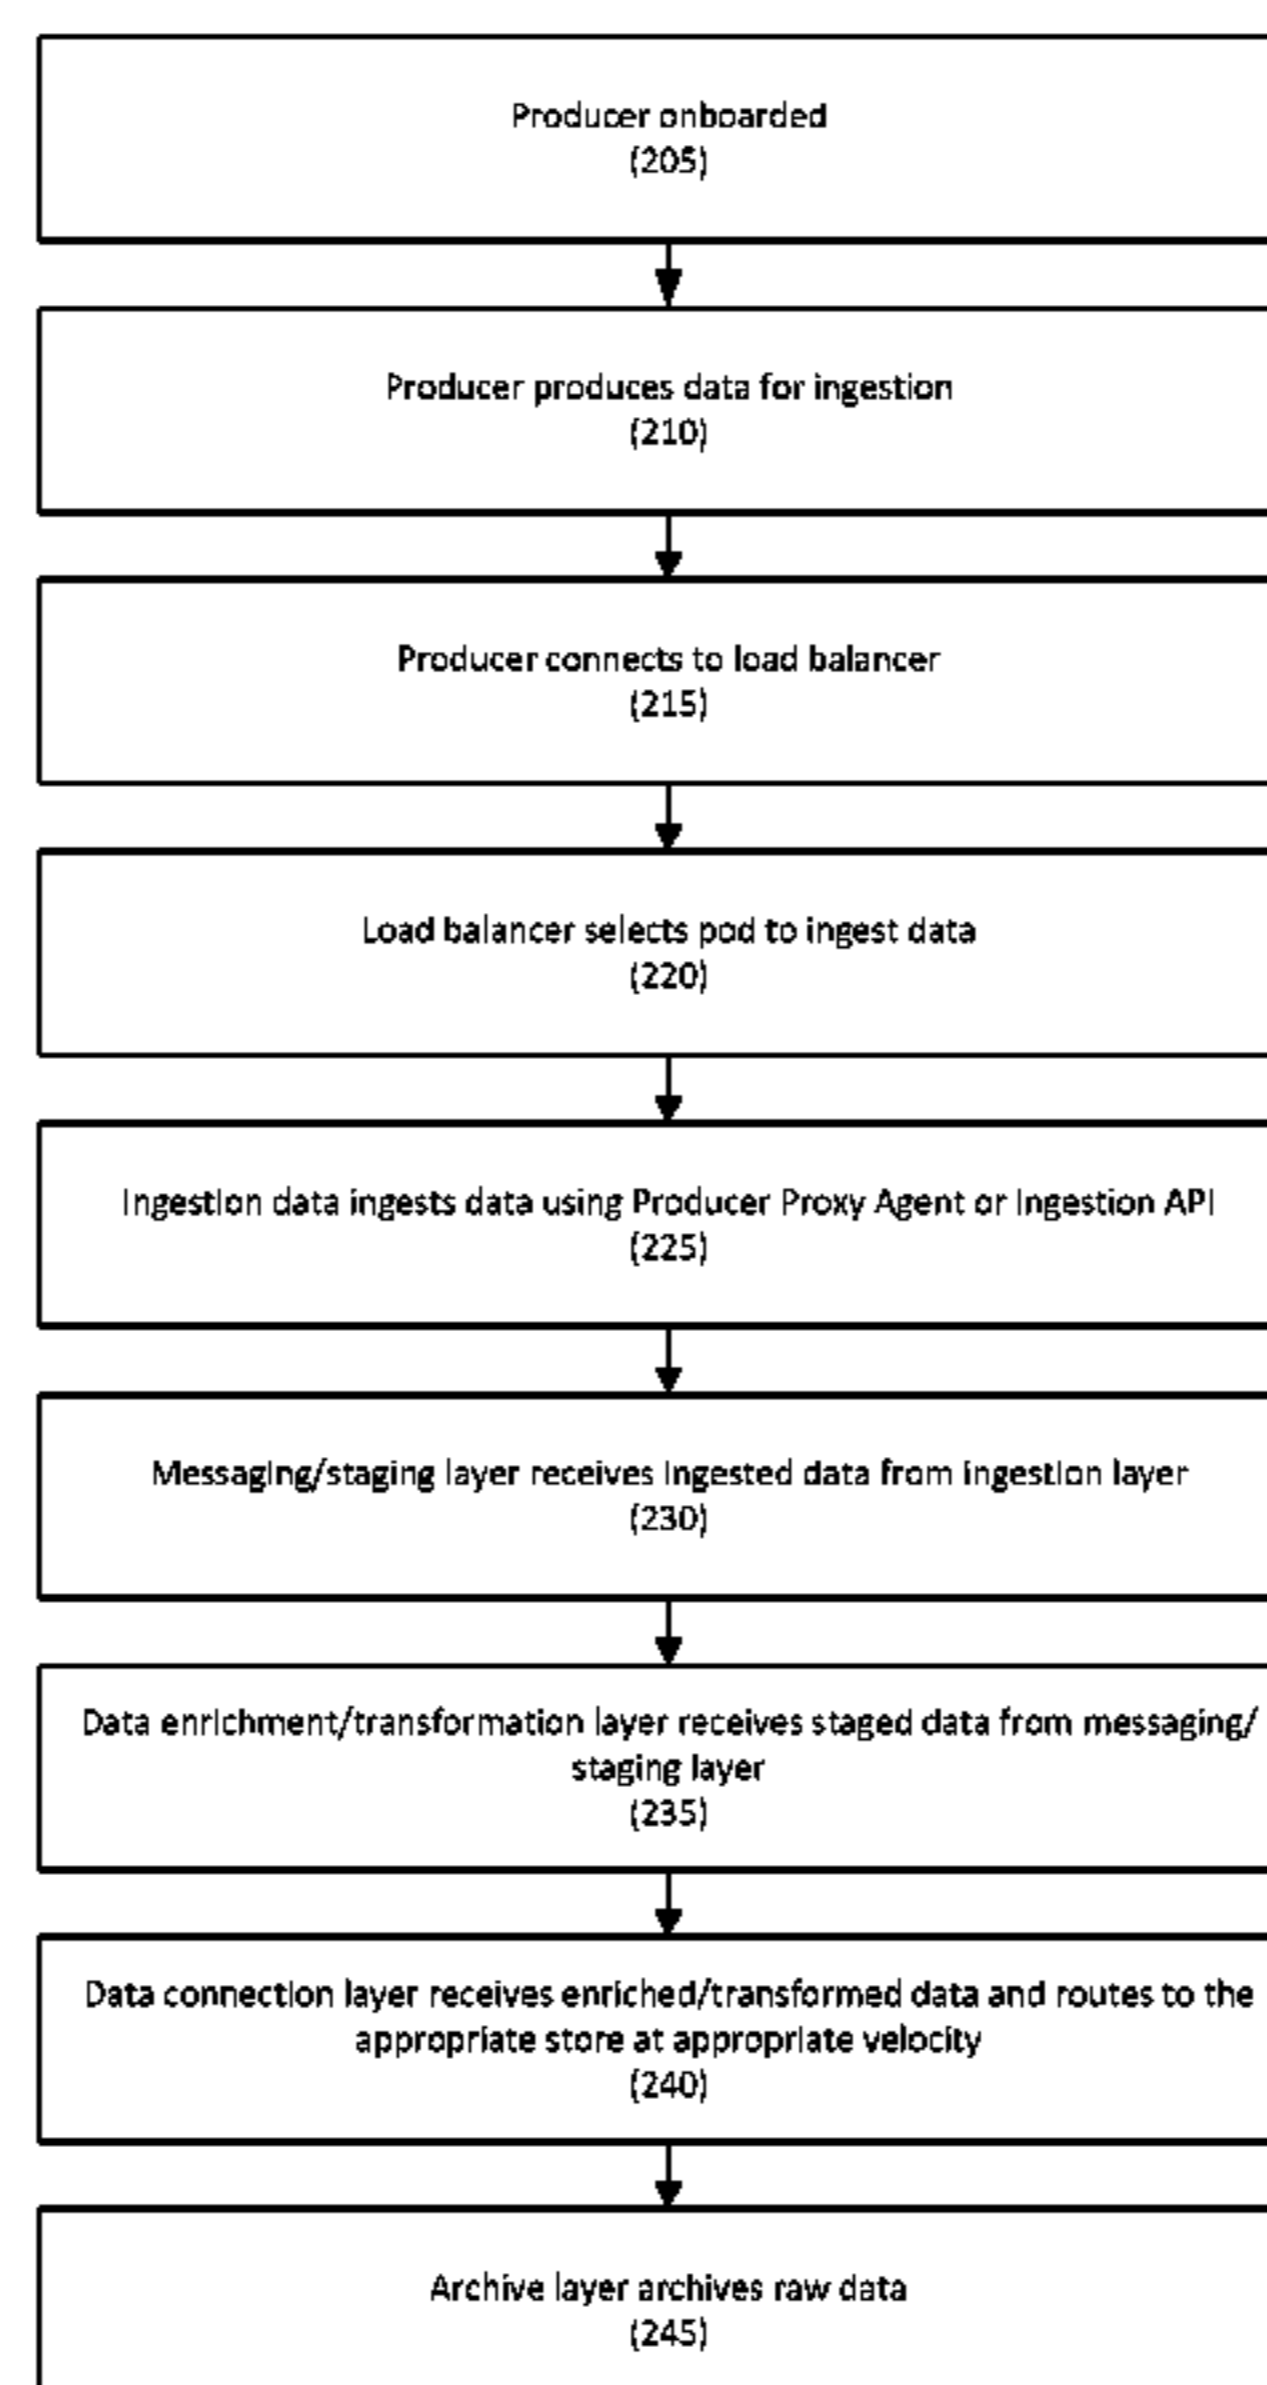 Producer onboarded
(205)
Producer produces data for ingestion
(210)
Producer connects to load balancer
(215)
Load balancer selects pod to ingest data
(220)
Ingestion data ingests data using Producer Proxy Agent or Ingestion API
(225)
Messaging/staging layer receives ingested data from ingestion layer
(230)
Data enrichment/transformation layer receives staged data from messaging/
staging layer
(235)
Data connection layer receives enriched/transformed data and routes to the
appropriate store at appropriate velocity
(240)
Archive layer archives raw data
(245)